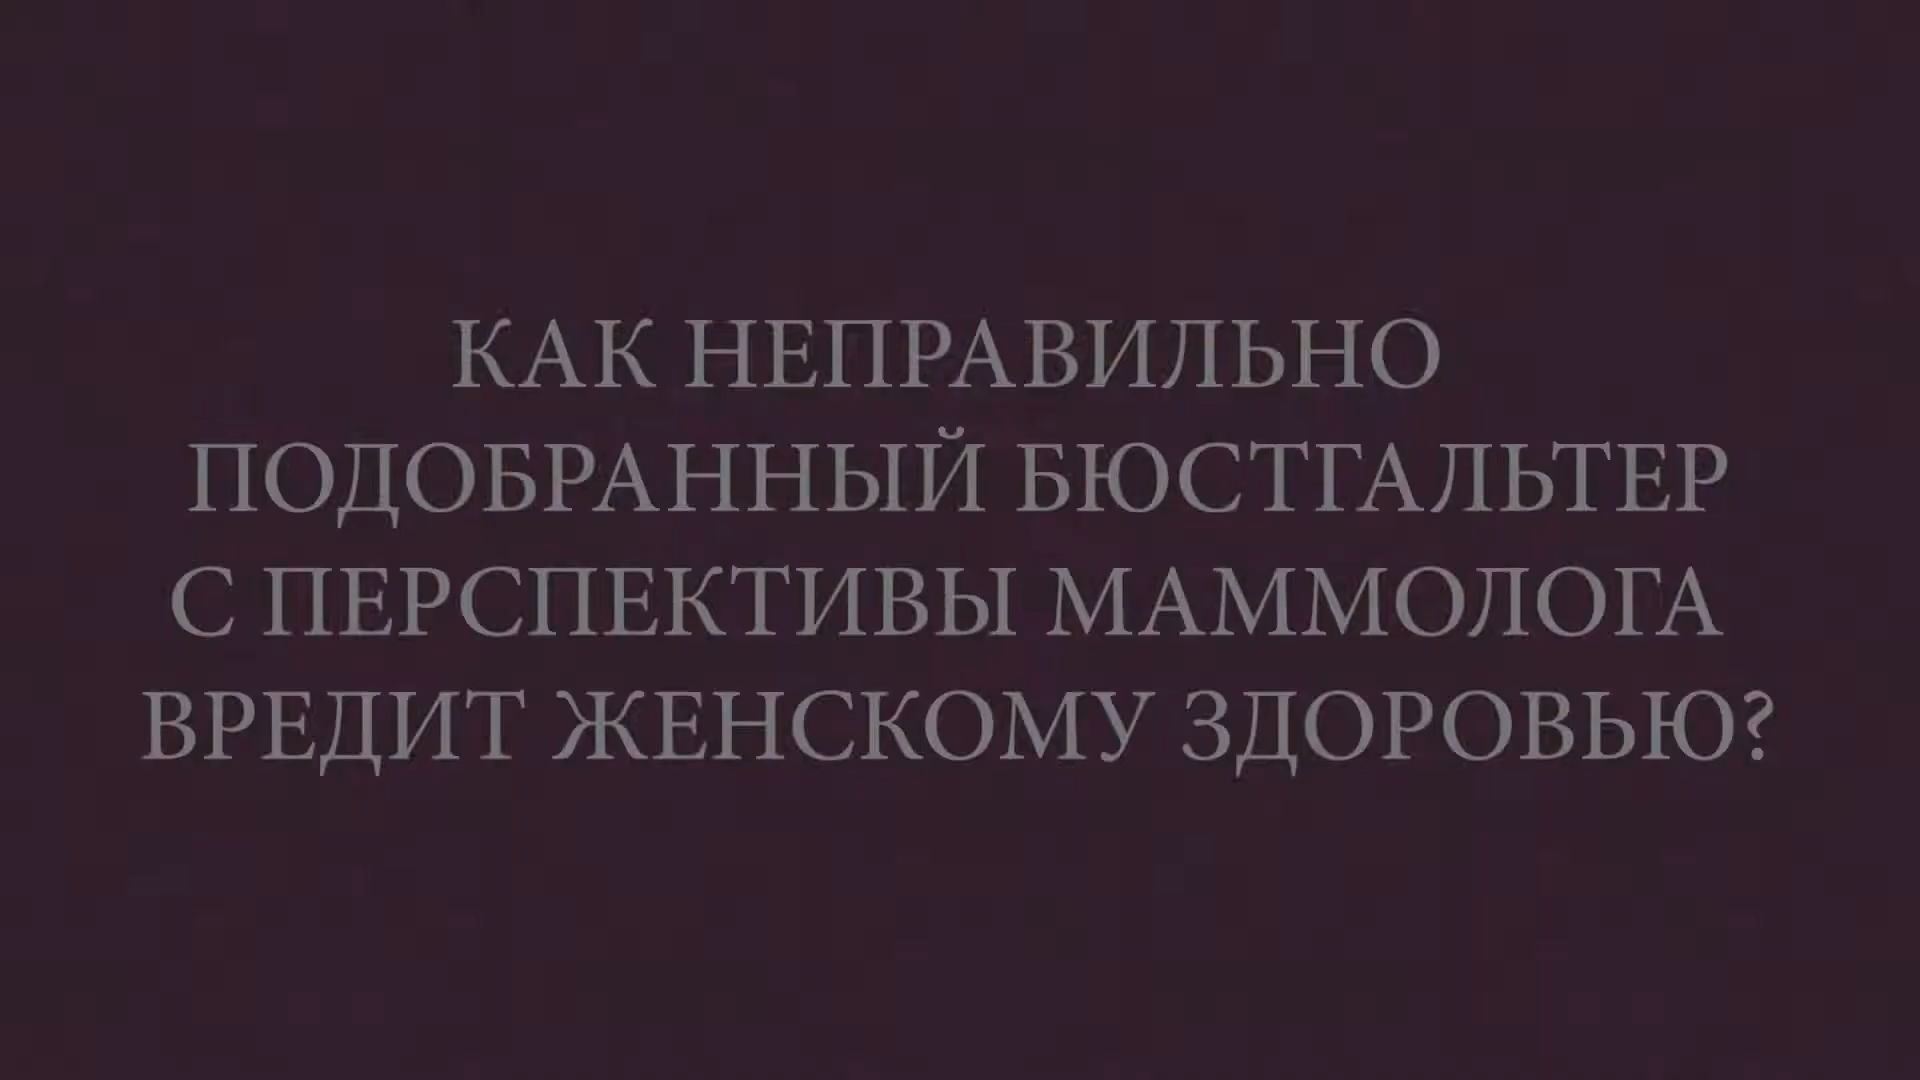 КАК НЕПРАВИЛЬНО
ПОДОБРАННЫЙ БЮСТГАЛЬТЕР
С ПЕРСПЕКТИВЫ МАММОЛОГА
ВРЕДИТ ЖЕНСКОМУ ЗДОРОВЬЮ?